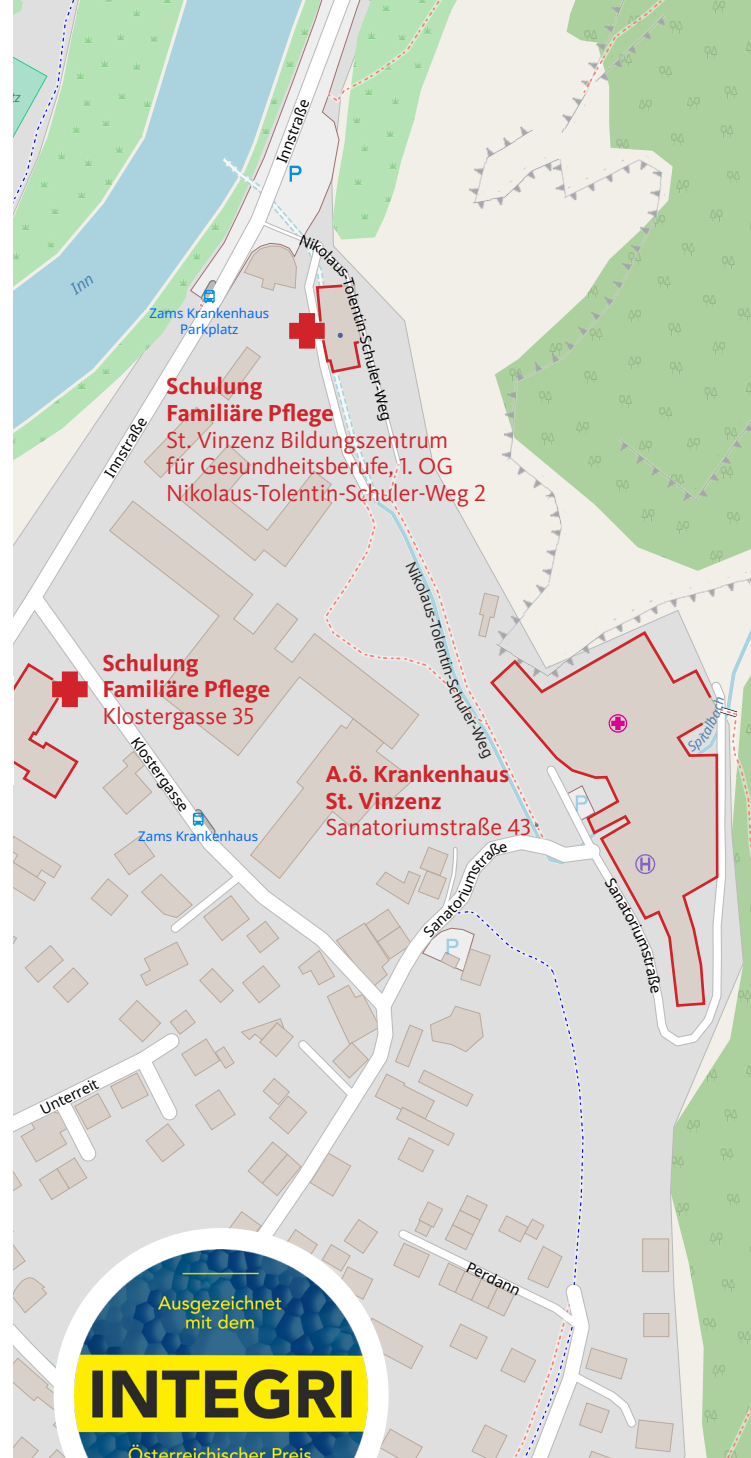 z
Innstraße
P
Nikolaus-Tolentin-Schuler-Weg
Inn
Zams Krankenhaus
Parkplatz
Schulung
Familiäre Pflege
St. Vinzenz Bildungszentrum
für Gesundheitsberufe, 1. OG
Nikolaus-Tolentin-Schuler-Weg 2
Innstraße
Nikolaus-Tolentin-Schuler-Weg
Schulung
Familiäre Pflege
Klostergasse 35
Spitalbach
Klostergasse
A.ö. Krankenhaus
St. Vinzenz
Sanatoriumstraße 43
P
Zams Krankenhaus
H
Sanatoriumstraße
Sanatoriumstraße
P
Unterreit
Perdann
Ausgezeichnet
mit dem
INTEGRI
Österreichischer Preis